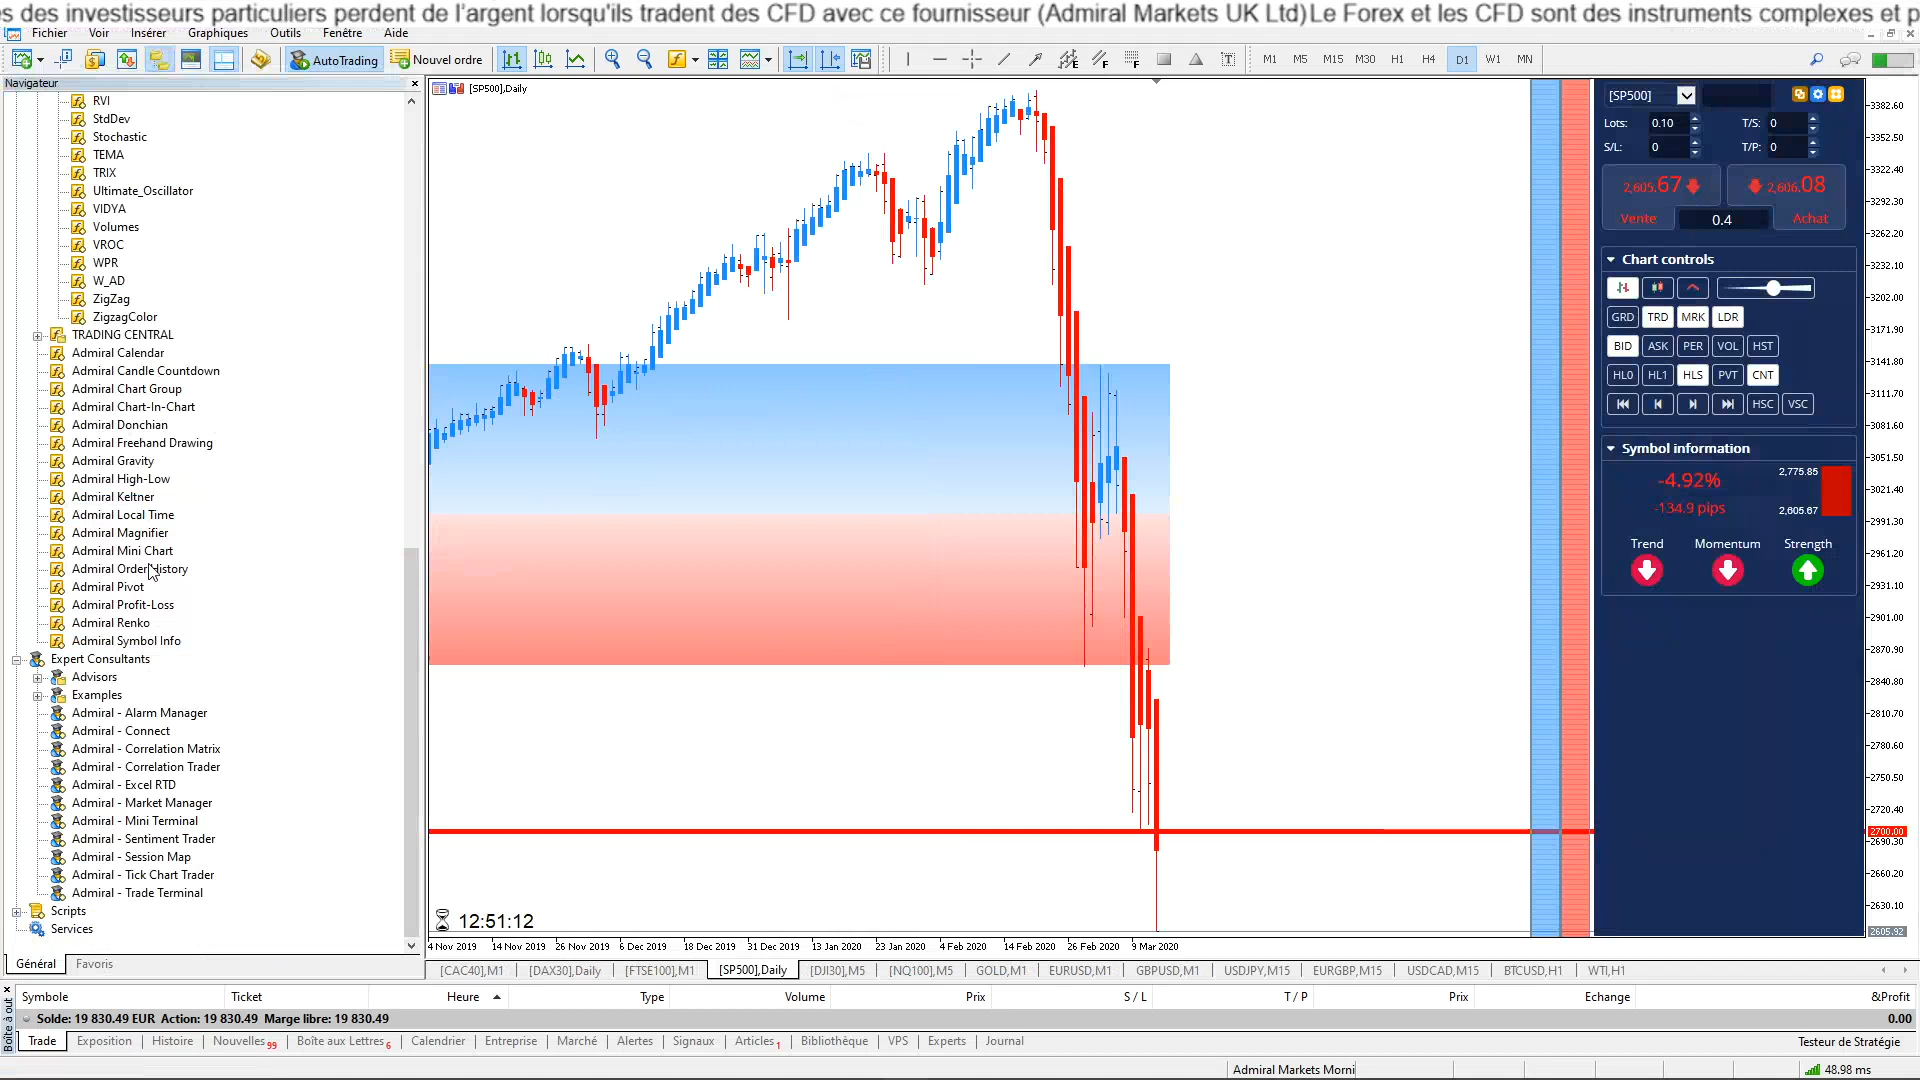 s des investisseurs particuliers perdent de l'argent lorsqu'ils tradent des CFD avec ce fournisseur (Admiral Markets UK Ltd)Le Forex et les CFD sont des instruments complexes et p
Fichier Voir Insérer Graphiques Outils Fenêtre Aide
AutoTrading Nouvel ordre M1 M5 M15 M30 H1 H4 D1 W1 MN
Navigateur
RVI
StdDev
Stochastic
TEMA
TRIX
Ultimate_Oscillator
VIDYA
Volumes
VROC
WPR
W_AD
ZigZag
ZigzagColor
TRADING CENTRAL
Admiral Calendar
Admiral Candle Countdown
Admiral Chart Group
Admiral Chart-In-Chart
Admiral Donchian
Admiral Freehand Drawing
Admiral Gravity
Admiral High-Low
Admiral Keltner
Admiral Local Time
Admiral Magnifier
Admiral Mini Chart
Admiral Order History
Admiral Pivot
Admiral Profit-Loss
Admiral Renko
Admiral Symbol Info
Expert Consultants
Advisors
Examples
Admiral - Alarm Manager
Admiral - Connect
Admiral - Correlation Matrix
Admiral - Correlation Trader
Admiral - Excel RTD
Admiral - Market Manager
Admiral - Mini Terminal
Admiral - Sentiment Trader
Admiral - Session Map
Admiral - Tick Chart Trader
Admiral - Trade Terminal
Scripts
Services
Général Favoris
[SP500],Daily
12:51:12
4 Nov 2019 14 Nov 2019 26 Nov 2019 6 Dec 2019 18 Dec 2019 31 Dec 2019 13 Jan 2020 23 Jan 2020 4 Feb 2020 14 Feb 2020 26 Feb 2020 9 Mar 2020
[SP500]
Lots: 0.10 T/S: 0
S/L: 0 T/P: 0
2,605.67 2,606.08
Vente 0.4 Achat
Chart controls
GRD TRD MRK LDR
BID ASK PER VOL HST
HL0 HL1 HLS PVT CNT
HSC VSC
Symbol information
-4.92% 2,775.85
-134.9 pips 2,605.67
Trend Momentum Strength
3382.60
3352.50
3322.40
3292.30
3262.20
3232.10
3202.00
3171.90
3141.80
3111.70
3081.60
3051.50
3021.40
2991.30
2961.20
2931.10
2901.00
2870.90
2840.80
2810.70
2780.60
2750.50
2720.40
2700.00
2690.30
2660.20
2630.10
2605.92
[CAC40],M1 [DAX30],Daily [FTSE100],M1 [SP500],Daily [DJI30],M5 [NQ100],M5 GOLD,M1 EURUSD,M1 GBPUSD,M1 USDJPY,M15 EURGBP,M15 USDCAD,M15 BTCUSD,H1 WTI,H1
Boîte à out
Symbole Ticket Heure Type Volume Prix S / L T / P Prix Echange &Profit
Solde: 19 830.49 EUR Action: 19 830.49 Marge libre: 19 830.49 0.00
Trade Exposition Histoire Nouvelles 99 Boîte aux Lettres 6 Calendrier Entreprise Marché Alertes Signaux Articles 1 Bibliothèque VPS Experts Journal Testeur de Stratégie
Admiral Markets Morni 48.98 ms